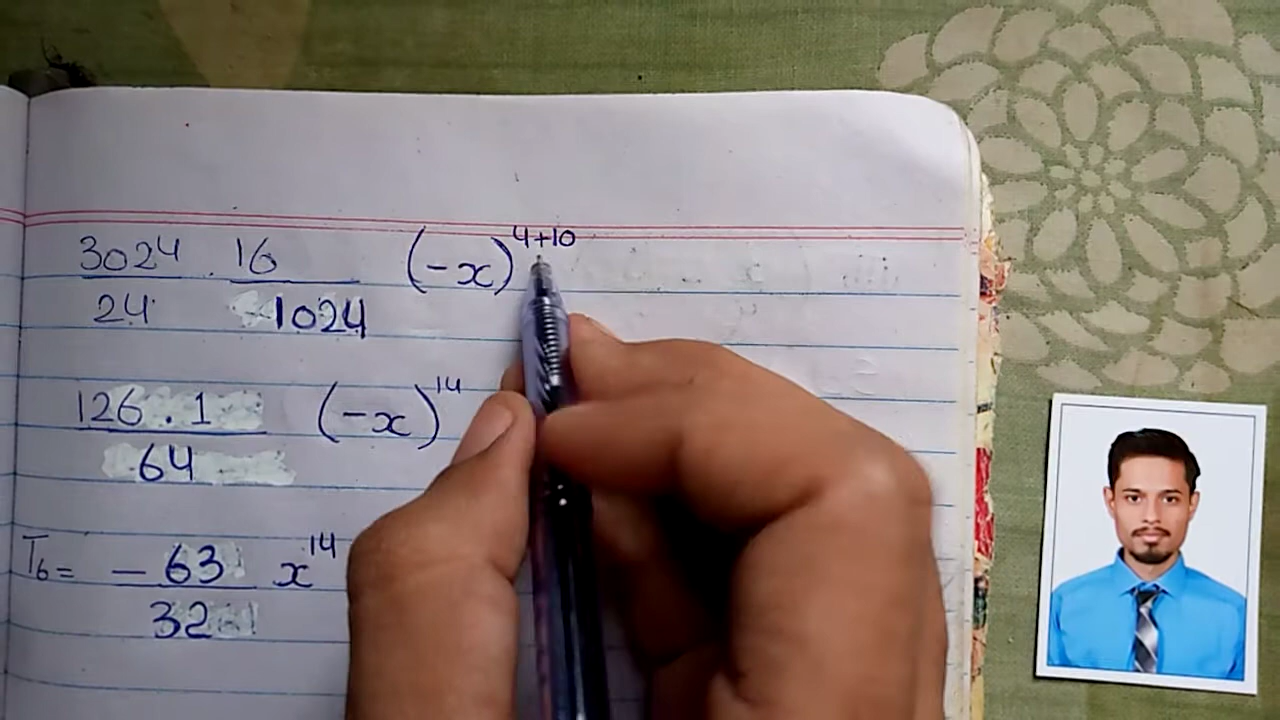 3024 . 16 (-x)^4+10
24 1024
126 . 1 (-x)^14
64
T6 = -63 x^14
32